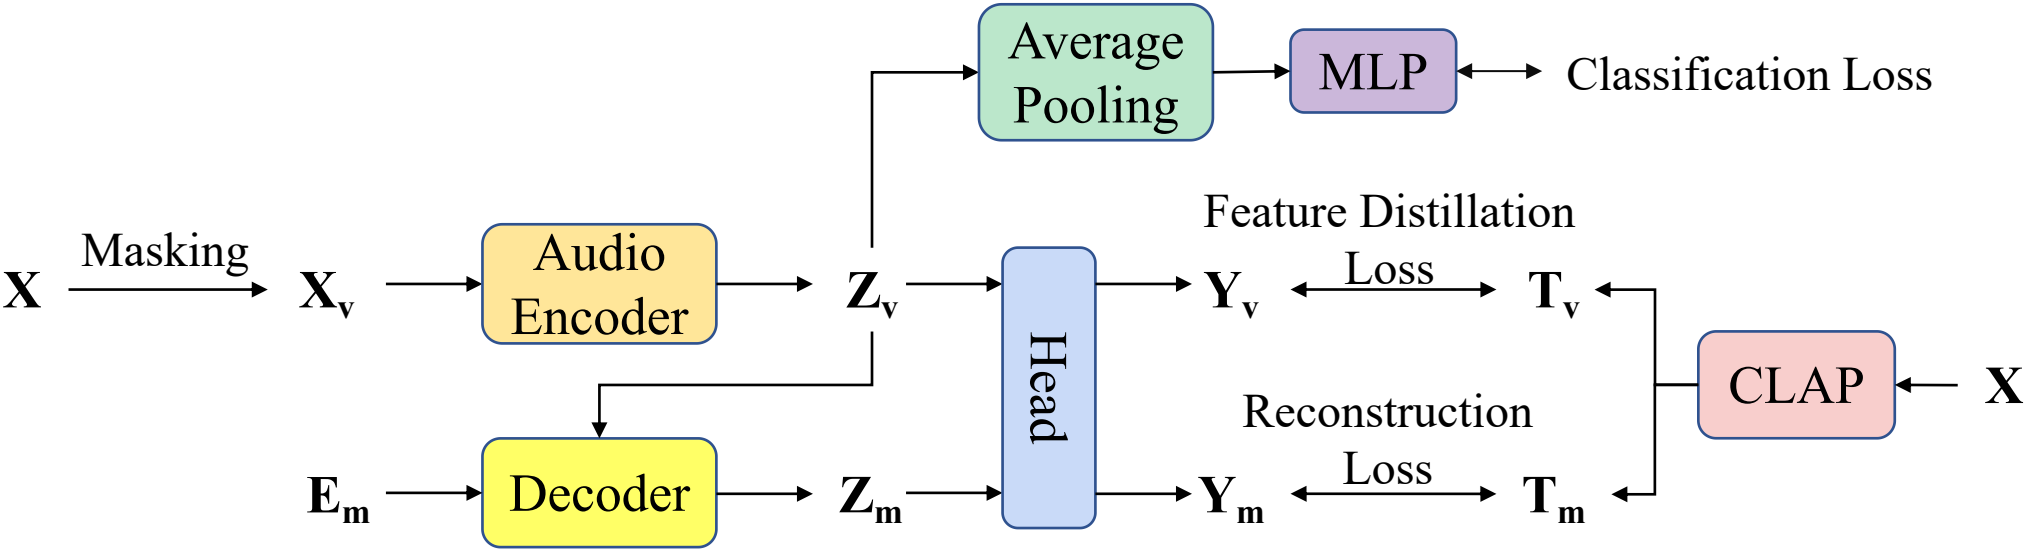 Average
Pooling
MLP
Classification Loss
Feature Distillation
Loss
Masking
Audio
Encoder
X
Xv
Zv
Yv
Tv
Head
CLAP
X
Reconstruction
Loss
Em
Decoder
Zm
Ym
Tm